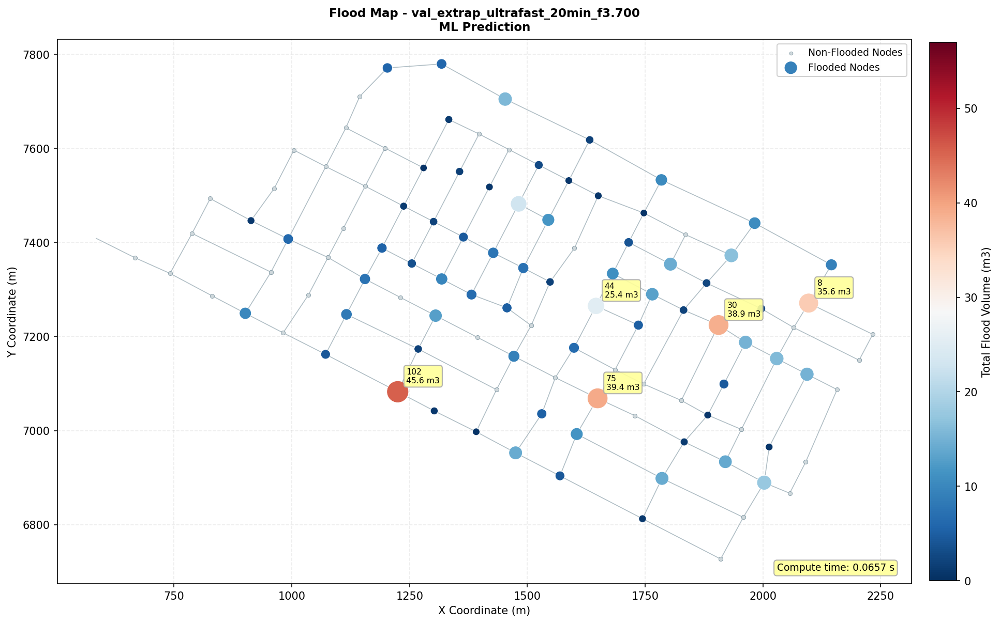 Flood Map - val_extrap_ultrafast_20min_f3.700
ML Prediction
Non-Flooded Nodes
Flooded Nodes
7800
7600
7400
7200
7000
6800
Y Coordinate (m)
44
25.4 m3
8
35.6 m3
30
38.9 m3
102
45.6 m3
75
39.4 m3
Compute time: 0.0657 s
750
1000
1250
1500
1750
2000
2250
X Coordinate (m)
50
40
30
20
10
0
Total Flood Volume (m3)